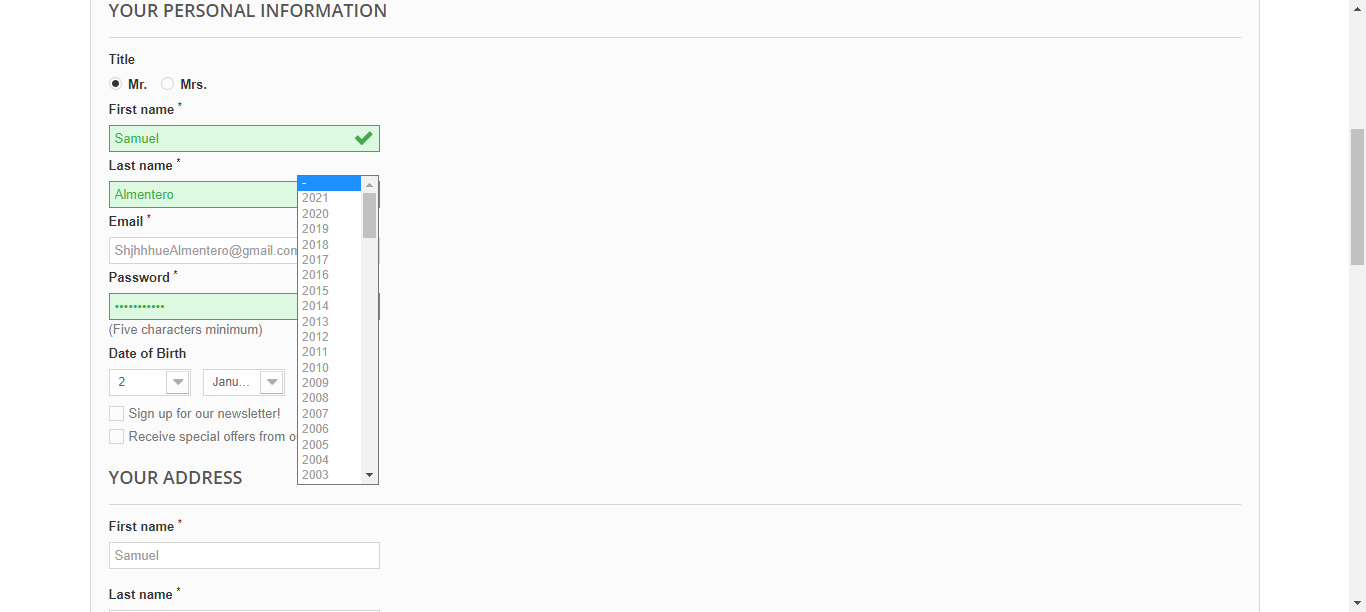 YOUR PERSONAL INFORMATION
Title
Mr. Mrs.
First name *
Samuel
Last name *
Almentero
Email *
ShjhhhueAlmentero@gmail.com
Password *
•••••••••••
(Five characters minimum)
Date of Birth
2 Janu...
-
2021
2020
2019
2018
2017
2016
2015
2014
2013
2012
2011
2010
2009
2008
2007
2006
2005
2004
2003
Sign up for our newsletter!
Receive special offers from
YOUR ADDRESS
First name *
Samuel
Last name *